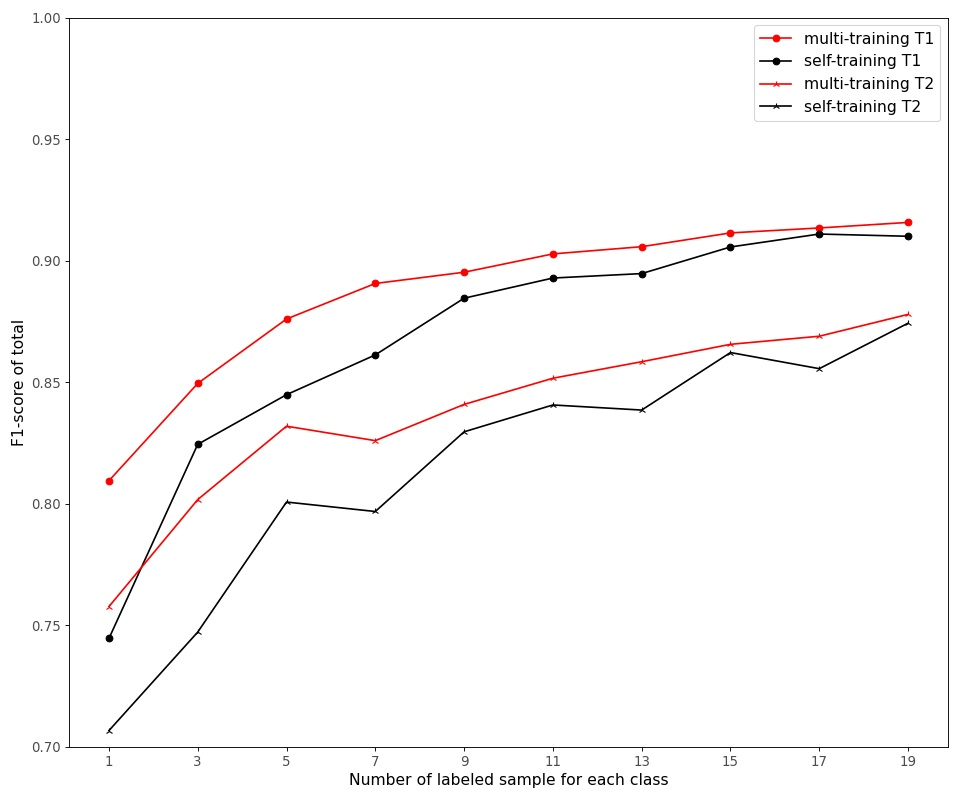 1.00
0.95
0.90
0.85
0.80
0.75
0.70
F1-score of total
multi-training T1
self-training T1
multi-training T2
self-training T2
1 3 5 7 9 11 13 15 17 19
Number of labeled sample for each class